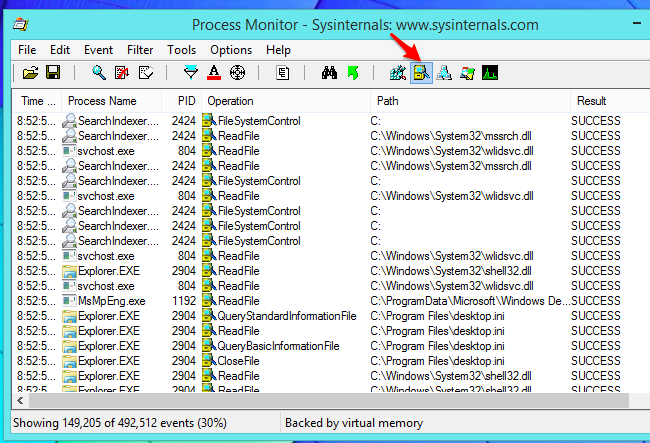 Process Monitor - Sysinternals: www.sysinternals.com
File Edit Event Filter Tools Options Help
Time ... Process Name PID Operation Path Result
8:52:5... SearchIndexer.... 2424 FileSystemControl C: SUCCESS
8:52:5... SearchIndexer.... 2424 ReadFile C:\Windows\System32\mssrch.dll SUCCESS
8:52:5... svchost.exe 804 ReadFile C:\Windows\System32\wlidsvc.dll SUCCESS
8:52:5... SearchIndexer.... 2424 ReadFile C:\Windows\System32\mssrch.dll SUCCESS
8:52:5... SearchIndexer.... 2424 FileSystemControl C: SUCCESS
8:52:5... svchost.exe 804 ReadFile C:\Windows\System32\wlidsvc.dll SUCCESS
8:52:5... SearchIndexer.... 2424 FileSystemControl C: SUCCESS
8:52:5... SearchIndexer.... 2424 FileSystemControl C: SUCCESS
8:52:5... SearchIndexer.... 2424 FileSystemControl C: SUCCESS
8:52:5... svchost.exe 804 ReadFile C:\Windows\System32\wlidsvc.dll SUCCESS
8:52:5... Explorer.EXE 2904 ReadFile C:\Windows\System32\shell32.dll SUCCESS
8:52:5... svchost.exe 804 ReadFile C:\Windows\System32\wlidsvc.dll SUCCESS
8:52:5... MsMpEng.exe 1192 ReadFile C:\ProgramData\Microsoft\Windows De... SUCCESS
8:52:5... Explorer.EXE 2904 QueryStandardInformationFile C:\Program Files\desktop.ini SUCCESS
8:52:5... Explorer.EXE 2904 ReadFile C:\Program Files\desktop.ini SUCCESS
8:52:5... Explorer.EXE 2904 QueryBasicInformationFile C:\Program Files\desktop.ini SUCCESS
8:52:5... Explorer.EXE 2904 CloseFile C:\Program Files\desktop.ini SUCCESS
8:52:5... Explorer.EXE 2904 ReadFile C:\Windows\System32\shell32.dll SUCCESS
8:52:5... Explorer.EXE 2904 ReadFile C:\Windows\System32\shell32.dll SUCCESS
Showing 149,205 of 492,512 events (30%) Backed by virtual memory